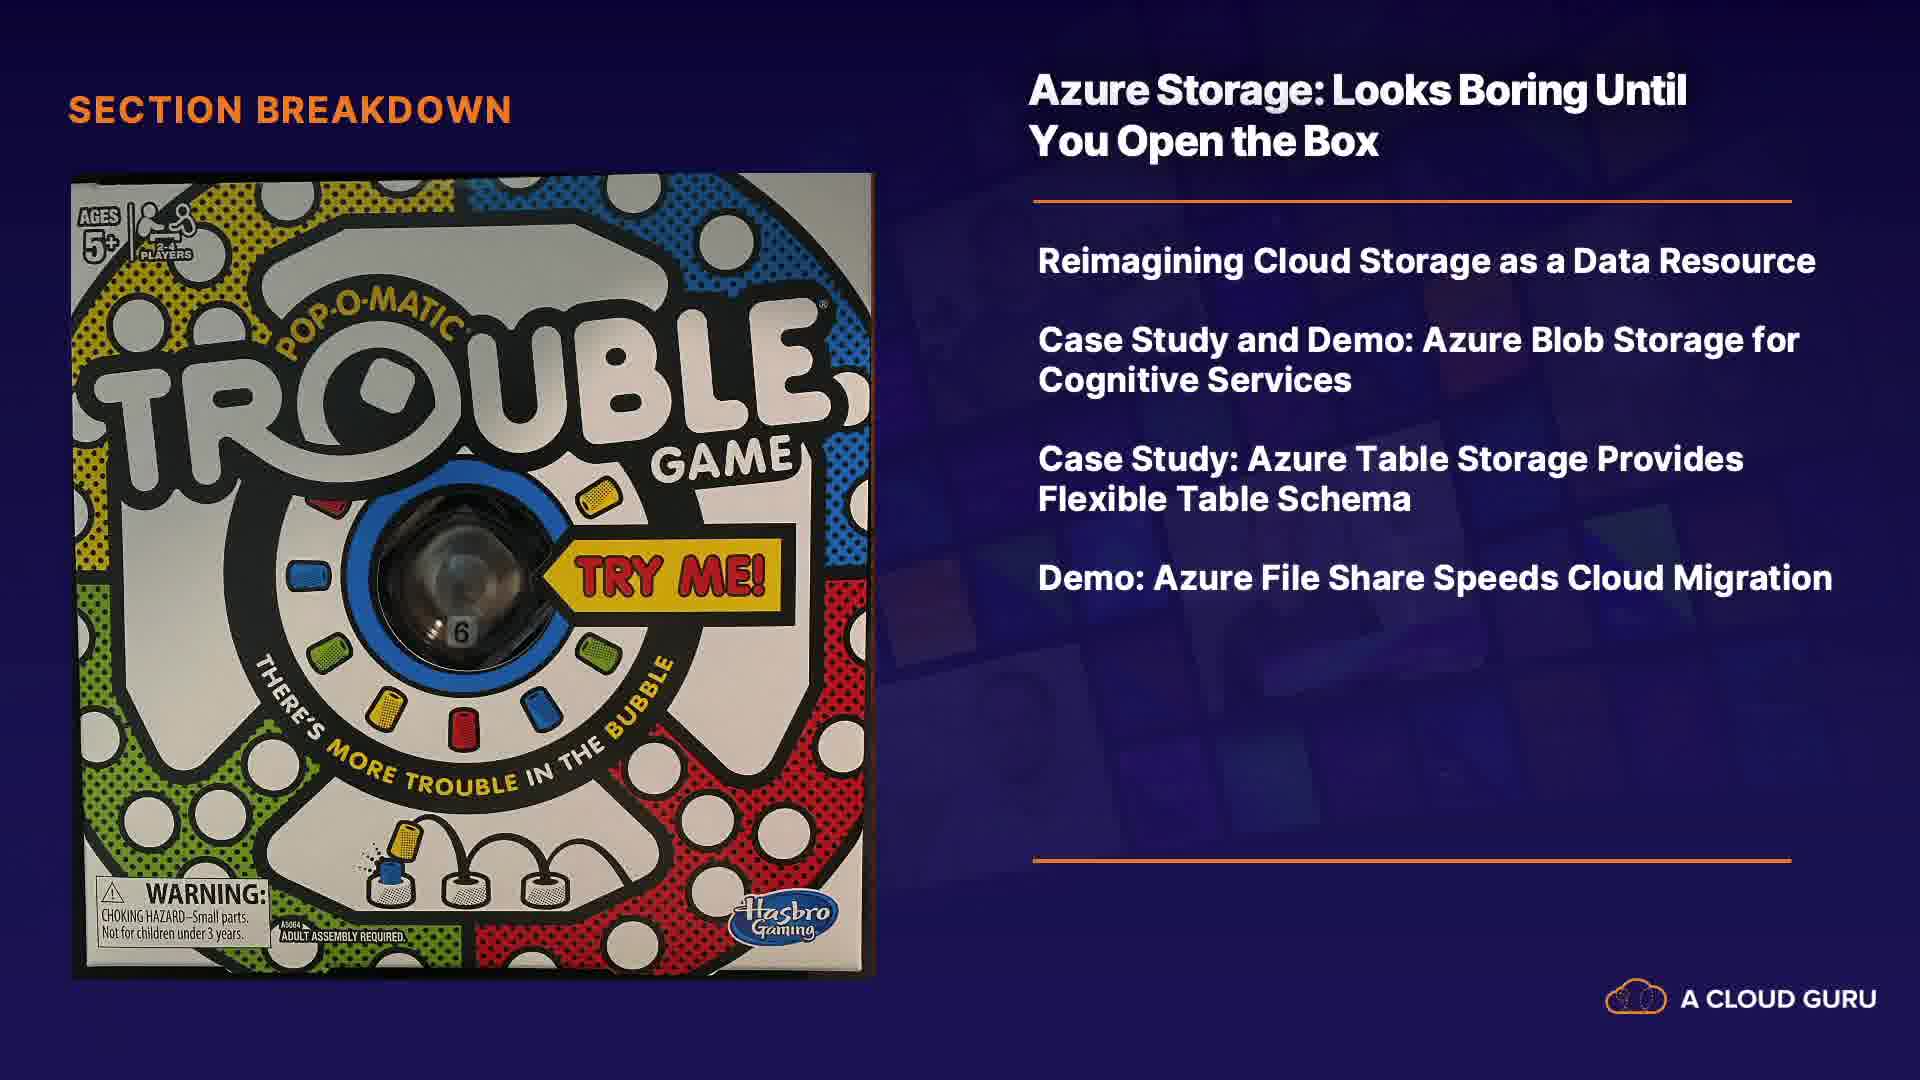 SECTION BREAKDOWN
AGES
5+
2-4
PLAYERS
POP-O-MATIC
TROUBLE®
GAME
TRY ME!
6
THERE'S MORE TROUBLE IN THE BUBBLE
WARNING:
CHOKING HAZARD–Small parts.
Not for children under 3 years.
A5064
ADULT ASSEMBLY REQUIRED.
Hasbro
Gaming
Azure Storage: Looks Boring Until
You Open the Box
Reimagining Cloud Storage as a Data Resource
Case Study and Demo: Azure Blob Storage for
Cognitive Services
Case Study: Azure Table Storage Provides
Flexible Table Schema
Demo: Azure File Share Speeds Cloud Migration
A CLOUD GURU